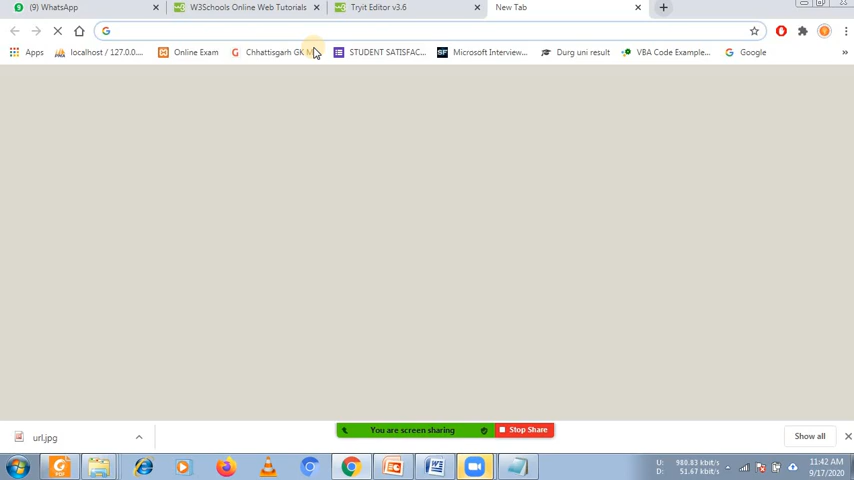 (9) WhatsApp
W3Schools Online Web Tutorials
Tryit Editor v3.6
New Tab
Apps
localhost / 127.0.0....
Online Exam
Chhattisgarh GK M
STUDENT SATISFAC...
Microsoft Interview...
Durg uni result
VBA Code Example...
Google
»
url.jpg
You are screen sharing
Stop Share
Show all
U: 980.83 kbit/s
D: 51.67 kbit/s
11:42 AM
9/17/2020